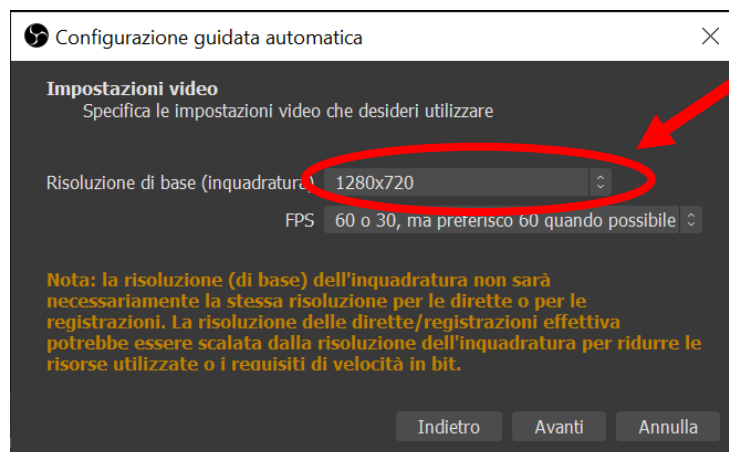 Configurazione guidata automatica
Impostazioni video
Specifica le impostazioni video che desideri utilizzare
Risoluzione di base (inquadratura) 1280x720
FPS 60 o 30, ma preferisco 60 quando possibile
Nota: la risoluzione (di base) dell'inquadratura non sarà
necessariamente la stessa risoluzione per le dirette o per le
registrazioni. La risoluzione delle dirette/registrazioni effettiva
potrebbe essere scalata dalla risoluzione dell'inquadratura per ridurre le
risorse utilizzate o i requisiti di velocità in bit.
Indietro Avanti Annulla